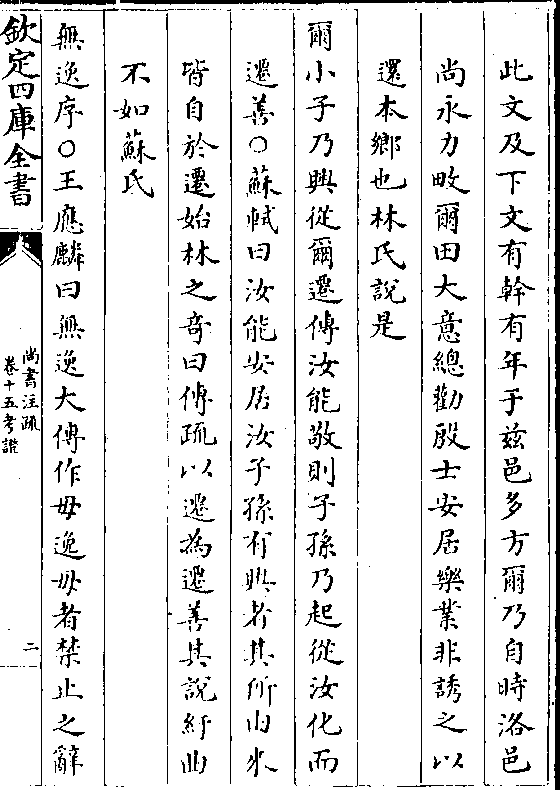 此文及下文有幹有年于兹邑多方爾乃自時洛邑
尚永力畋爾田大意總勸殷士安居樂業非誘之以
還本鄉也林氏說是
爾小子乃興從爾遷傳汝能敬則子孫乃起從汝化而
遷善○蘇軾曰汝能安居汝子孫有興者其所由來
皆自於遷始林之奇曰傳疏以遷為遷善其說紆曲
不如蘇氏
無逸序○王應麟曰無逸大傳作毋逸毋者禁止之辭
欽定四庫全書
尚書注疏
卷十五考證
二